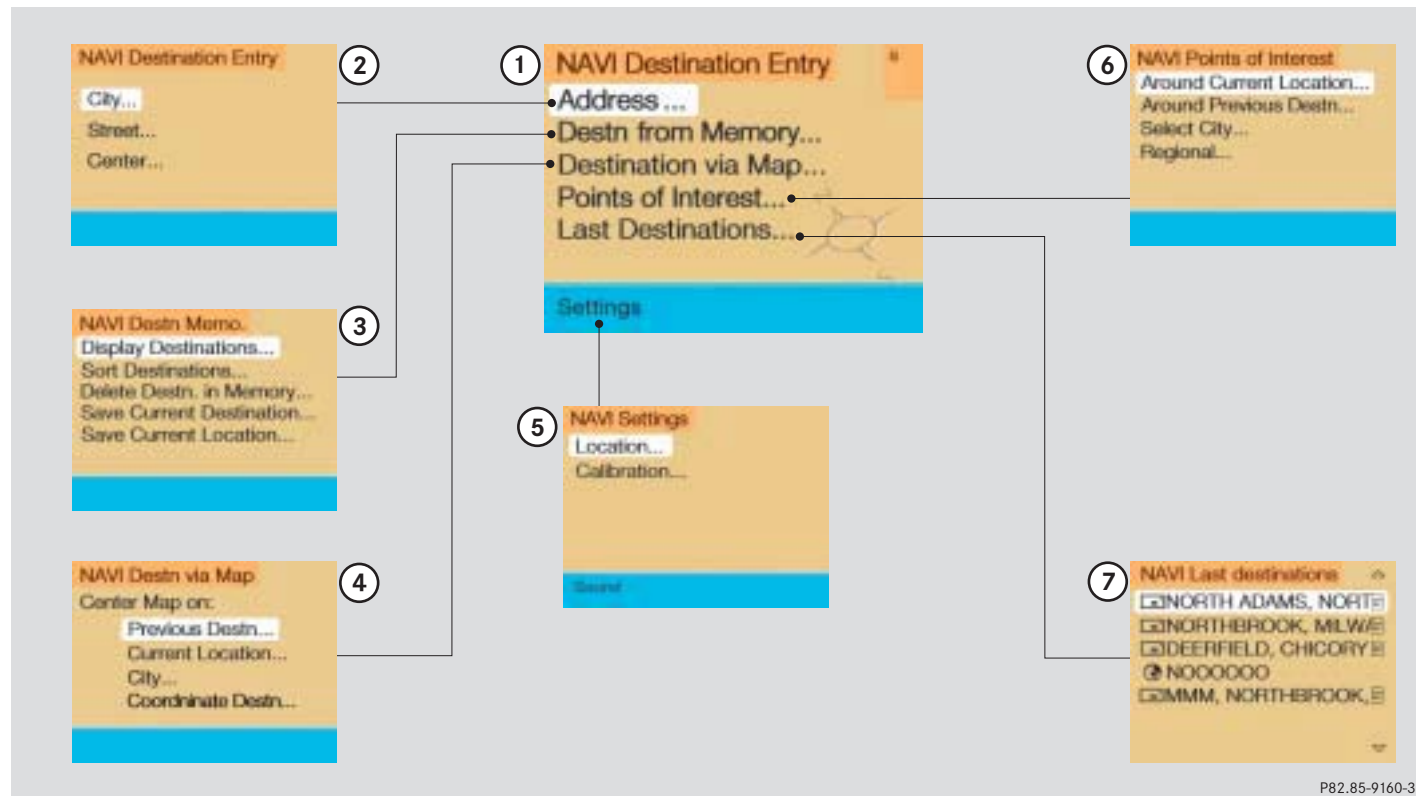 NAVI Destination Entry
2
City...
Street...
Center...
1
NAVI Destination Entry
Address ...
Destn from Memory...
Destination via Map...
Points of Interest...
Last Destinations...
Settings
6
NAVI Points of Interest
Around Current Location...
Around Previous Destn...
Select City...
Regional...
NAVI Destn Memo.
3
Display Destinations...
Sort Destinations...
Delete Destn. in Memory...
Save Current Destination...
Save Current Location...
5
NAVI Settings
Location...
Calibration...
Sound
NAVI Destn via Map
4
Center Map on:
Previous Destn...
Current Location...
City...
Coordninate Destn...
7
NAVI Last destinations
NORTH ADAMS, NORT
NORTHBROOK, MILWA
DEERFIELD, CHICORY
NOOOOOO
MMM, NORTHBROOK,
P82.85-9160-3